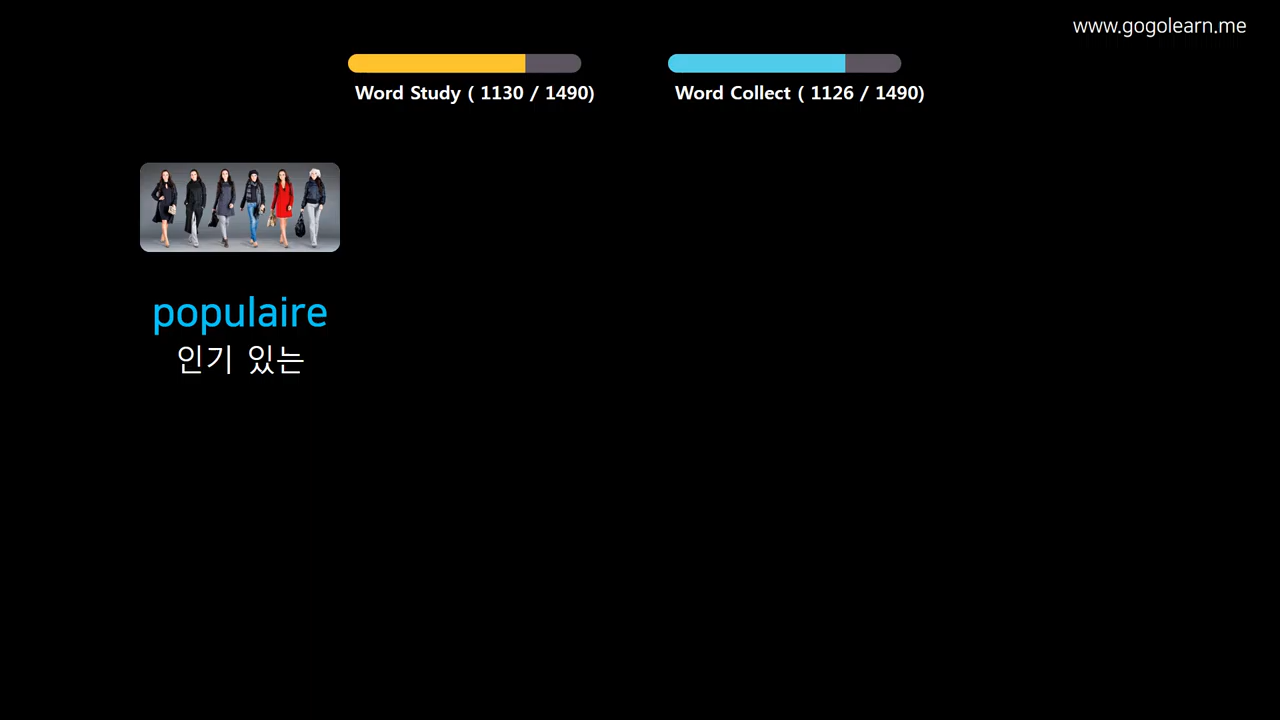 www.gogolearn.me
Word Study ( 1130 / 1490)
Word Collect ( 1126 / 1490)
populaire
인기 있는